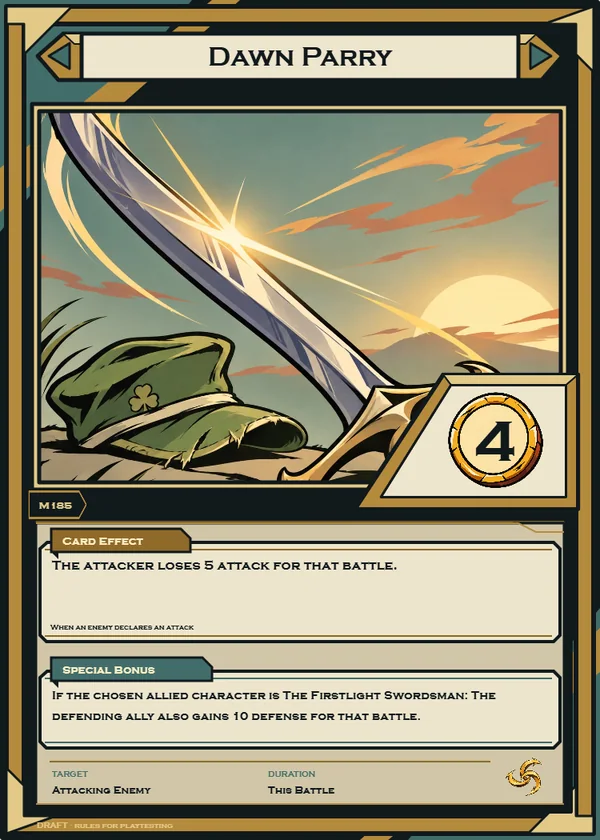 Dawn Parry
4
M185
Card Effect
The attacker loses 5 attack for that battle.
When an enemy declares an attack
Special Bonus
If the chosen allied character is The Firstlight Swordsman: The
defending ally also gains 10 defense for that battle.
Target
Duration
Attacking Enemy
This Battle
DRAFT · Rules for playtesting